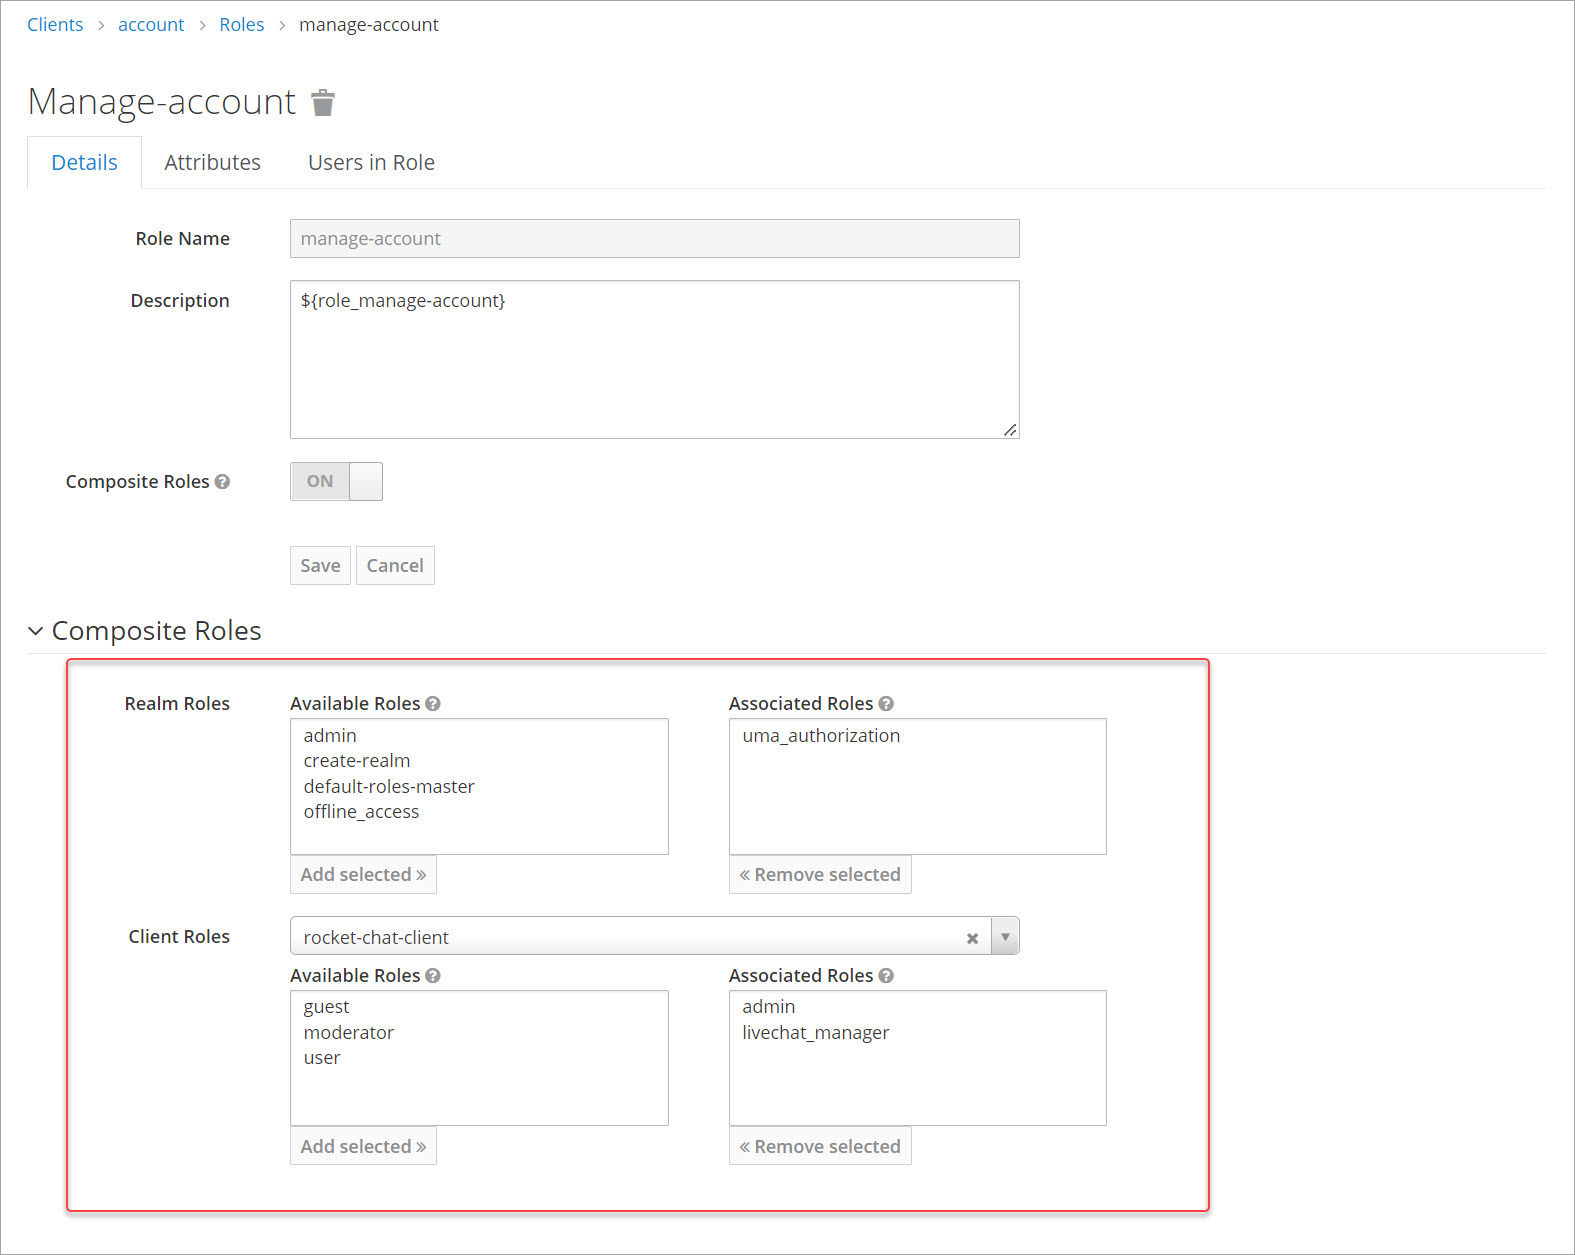 Clients > account > Roles > manage-account
Manage-account
Details Attributes Users in Role
Role Name manage-account
Description ${role_manage-account}
Composite Roles ? ON
Save Cancel
Composite Roles
Realm Roles Available Roles ? Associated Roles ?
admin uma_authorization
create-realm
default-roles-master
offline_access
Add selected » « Remove selected
Client Roles rocket-chat-client
Available Roles ? Associated Roles ?
guest admin
moderator livechat_manager
user
Add selected » « Remove selected